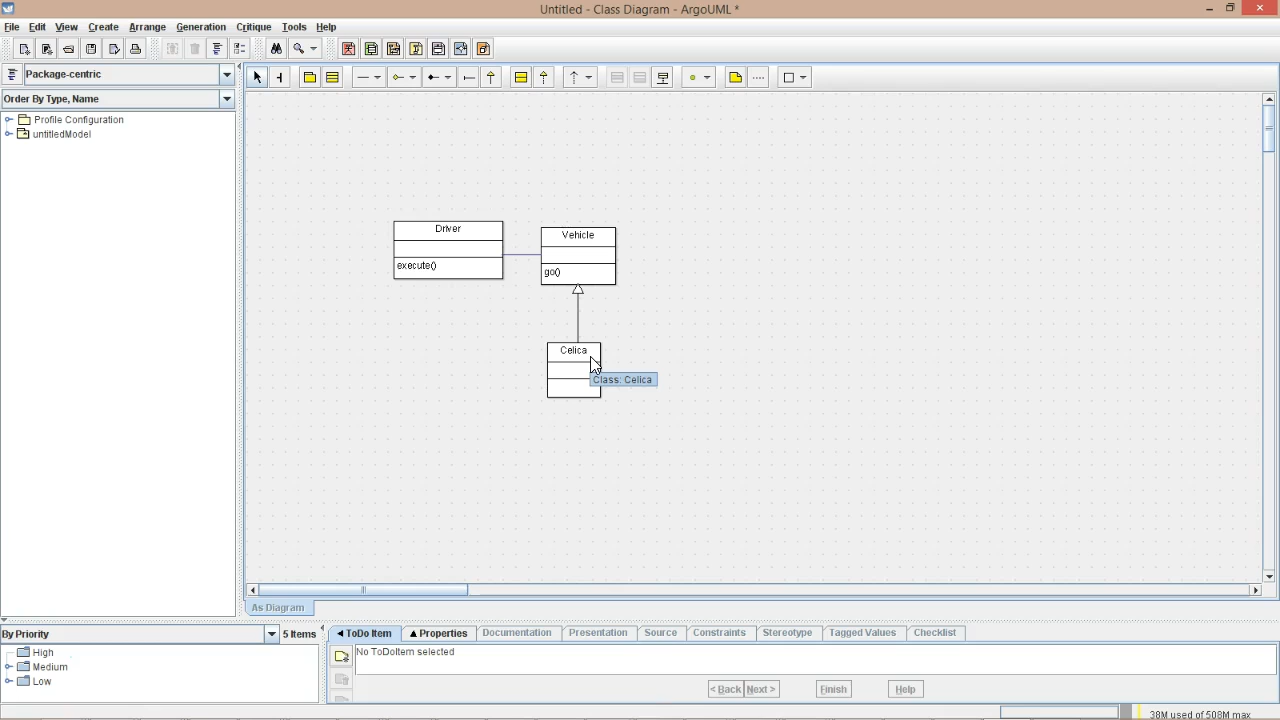 Untitled - Class Diagram - ArgoUML *
File Edit View Create Arrange Generation Critique Tools Help
Package-centric
Order By Type, Name
Profile Configuration
untitledModel
Driver
execute()
Vehicle
go()
Celica
Class: Celica
As Diagram
By Priority 5 Items
High
Medium
Low
ToDo Item Properties Documentation Presentation Source Constraints Stereotype Tagged Values Checklist
No ToDoItem selected
< Back Next > Finish Help
38M used of 508M max